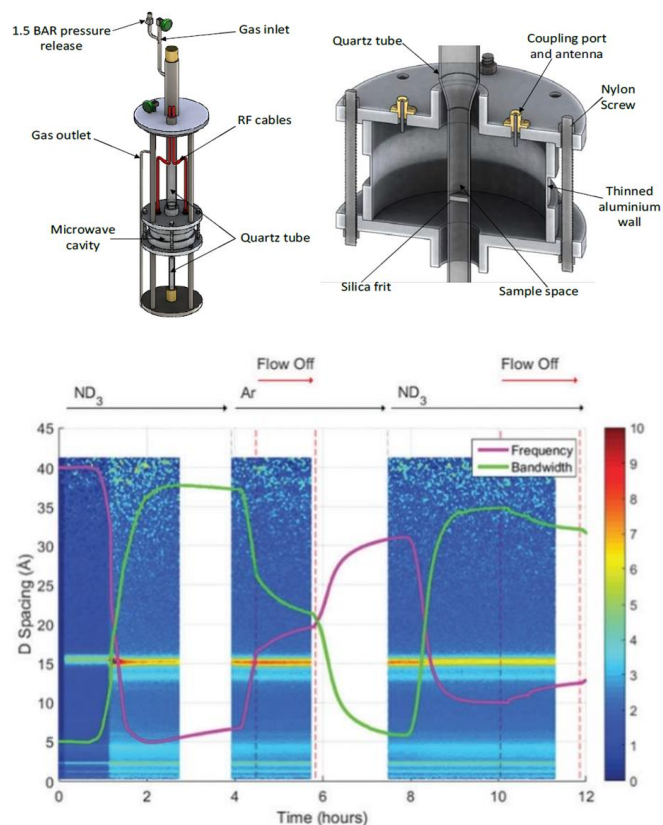 1.5 BAR pressure
release
Gas inlet
Gas outlet
RF cables
Microwave
cavity
Quartz tube
Quartz tube
Coupling port
and antenna
Nylon
Screw
Thinned
aluminium
wall
Silica frit
Sample space
Flow Off
Flow Off
ND3
Ar
ND3
Frequency
Bandwidth
D Spacing (Å)
45
40
35
30
25
20
15
10
5
0
0
2
4
6
8
10
12
Time (hours)
10
9
8
7
6
5
4
3
2
1
0